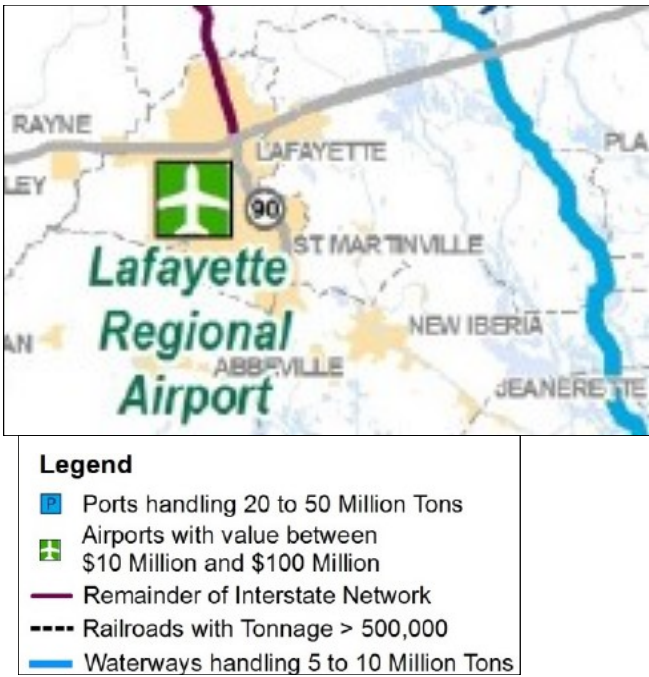 RAYNE
LAFAYETTE
PLA
LEY
90
ST MARTINVILLE
Lafayette
Regional
Airport
AN
NEW IBERIA
ABBEVILLE
JEANERETTE
Legend
P Ports handling 20 to 50 Million Tons
Airports with value between
$10 Million and $100 Million
Remainder of Interstate Network
Railroads with Tonnage > 500,000
Waterways handling 5 to 10 Million Tons